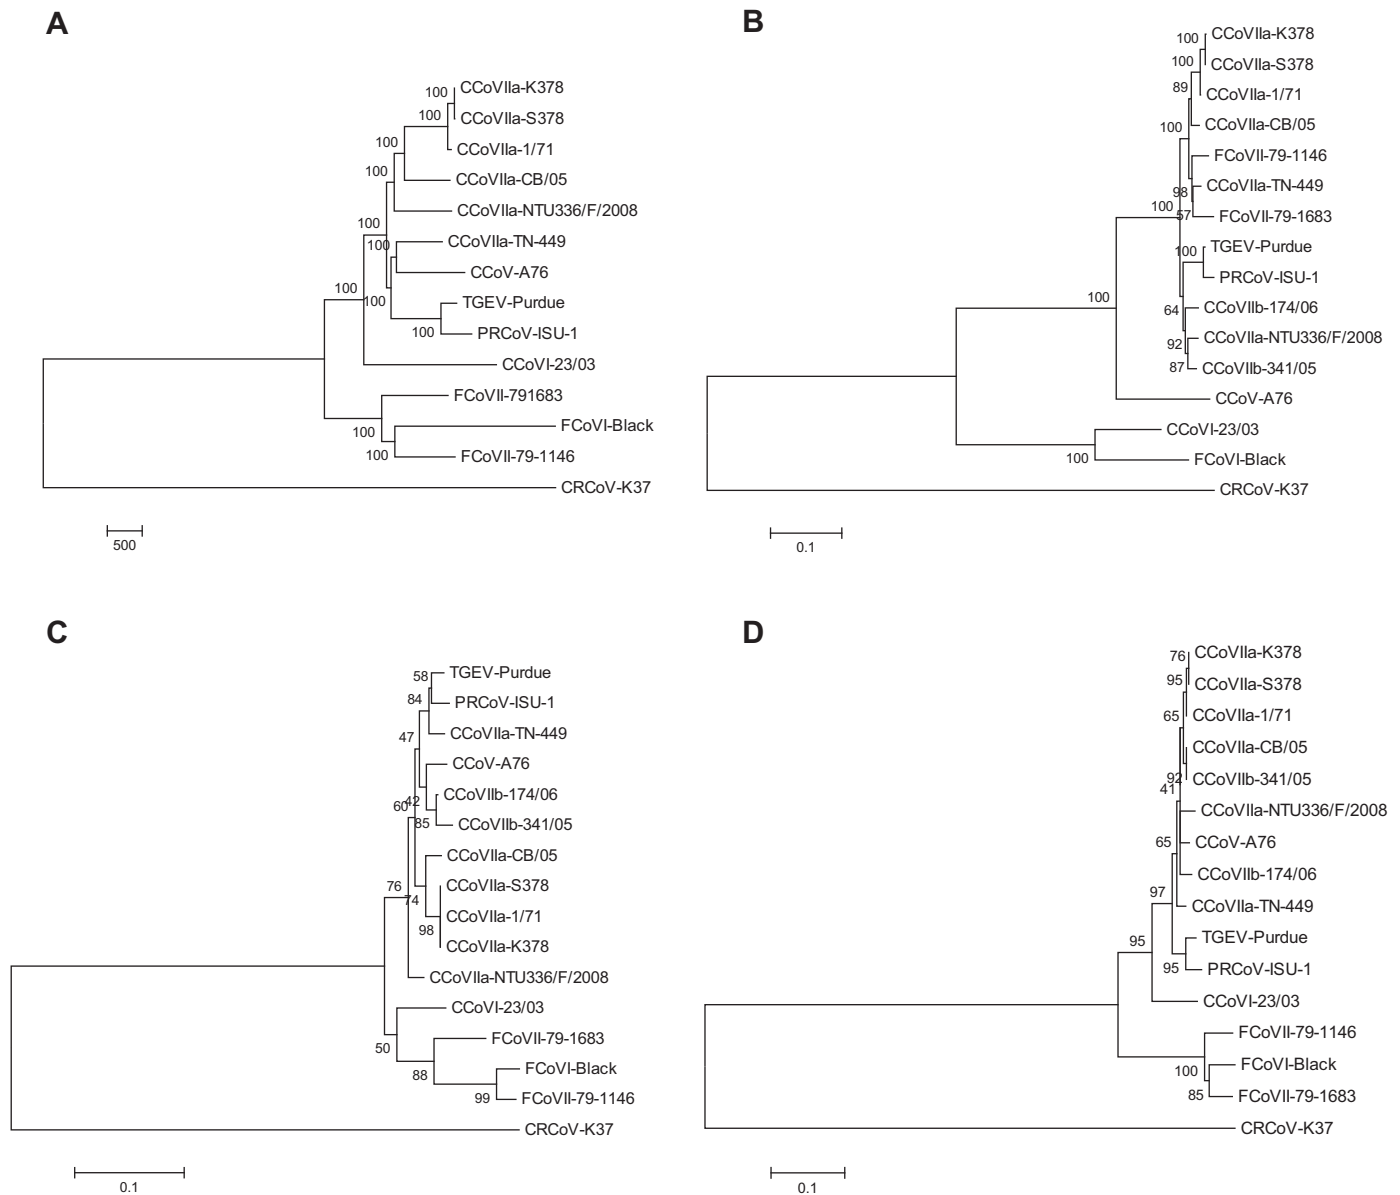 A
100
CCoVIIa-K378
100
CCoVIIa-S378
100
CCoVIIa-1/71
100
CCoVIIa-CB/05
100
CCoVIIa-NTU336/F/2008
100
CCoVIIa-TN-449
CCoV-A76
100
100
TGEV-Purdue
100
PRCoV-ISU-1
CCoVI-23/03
FCoVII-791683
100
FCoVI-Black
100
FCoVII-79-1146
CRCoV-K37
500
B
100
CCoVIIa-K378
100
CCoVIIa-S378
89
CCoVIIa-1/71
100
CCoVIIa-CB/05
FCoVII-79-1146
98
CCoVIIa-TN-449
100
57
FCoVII-79-1683
100
TGEV-Purdue
PRCoV-ISU-1
100
64
CCoVIIb-174/06
92
CCoVIIa-NTU336/F/2008
87
CCoVIIb-341/05
CCoV-A76
CCoVI-23/03
100
FCoVI-Black
CRCoV-K37
0.1
C
58
TGEV-Purdue
84
PRCoV-ISU-1
47
CCoVIIa-TN-449
CCoV-A76
60
42
CCoVIIb-174/06
85
CCoVIIb-341/05
CCoVIIa-CB/05
76
74
CCoVIIa-S378
CCoVIIa-1/71
98
CCoVIIa-K378
CCoVIIa-NTU336/F/2008
CCoVI-23/03
50
FCoVII-79-1683
88
FCoVI-Black
99
FCoVII-79-1146
CRCoV-K37
0.1
D
76
CCoVIIa-K378
95
CCoVIIa-S378
65
CCoVIIa-1/71
CCoVIIa-CB/05
92
CCoVIIb-341/05
41
CCoVIIa-NTU336/F/2008
65
CCoV-A76
CCoVIIb-174/06
97
CCoVIIa-TN-449
95
TGEV-Purdue
95
PRCoV-ISU-1
CCoVI-23/03
FCoVII-79-1146
100
FCoVI-Black
85
FCoVII-79-1683
CRCoV-K37
0.1